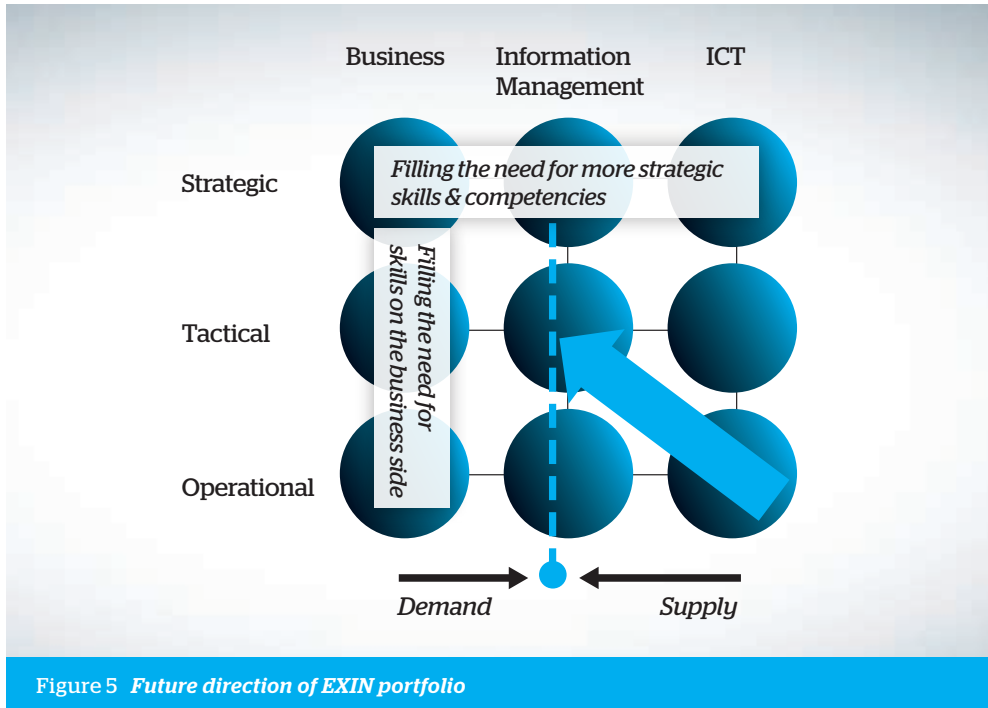 Business
Information
Management
ICT
Strategic
Filling the need for more strategic
skills & competencies
Tactical
Filling the need for
skills on the business side
Operational
Demand
Supply
Figure 5 Future direction of EXIN portfolio